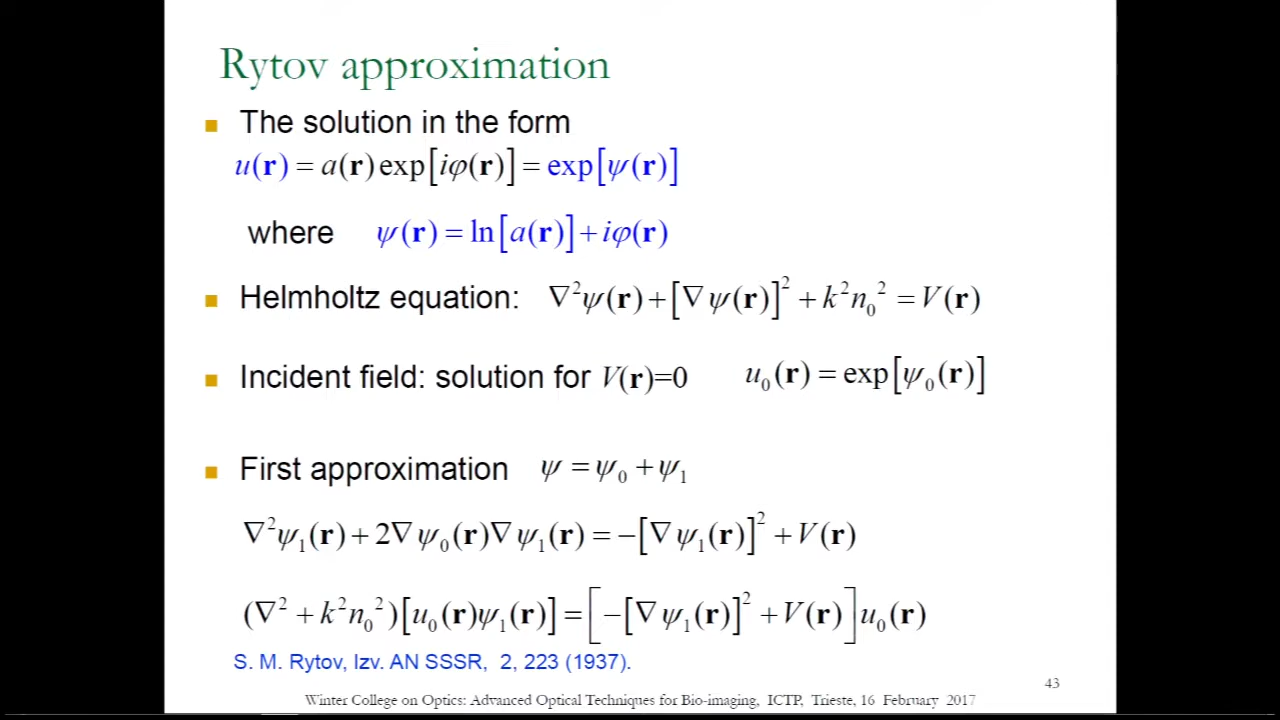 Rytov approximation
The solution in the form
u(r) = a(r) exp[iφ(r)] = exp[ψ(r)]
where ψ(r) = ln[a(r)] + iφ(r)
Helmholtz equation: ∇²ψ(r) + [∇ψ(r)]² + k²n₀² = V(r)
Incident field: solution for V(r)=0 u₀(r) = exp[ψ₀(r)]
First approximation ψ = ψ₀ + ψ₁
∇²ψ₁(r) + 2∇ψ₀(r)∇ψ₁(r) = −[∇ψ₁(r)]² + V(r)
(∇² + k²n₀²)[u₀(r)ψ₁(r)] = [−[∇ψ₁(r)]² + V(r)]u₀(r)
S. M. Rytov, Izv. AN SSSR, 2, 223 (1937).
43
Winter College on Optics: Advanced Optical Techniques for Bio-imaging, ICTP, Trieste, 16 February 2017